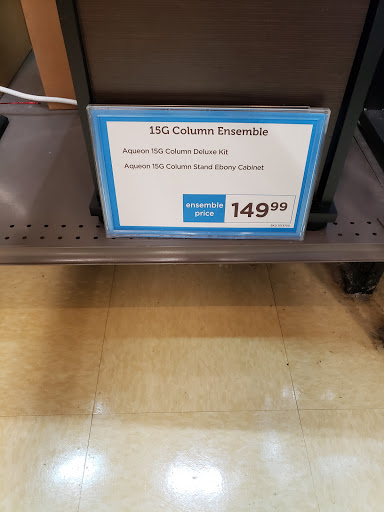 15G Column Ensemble
Aqueon 15G Column Deluxe Kit
Aqueon 15G Column Stand Ebony Cabinet
ensemble
price
149 99